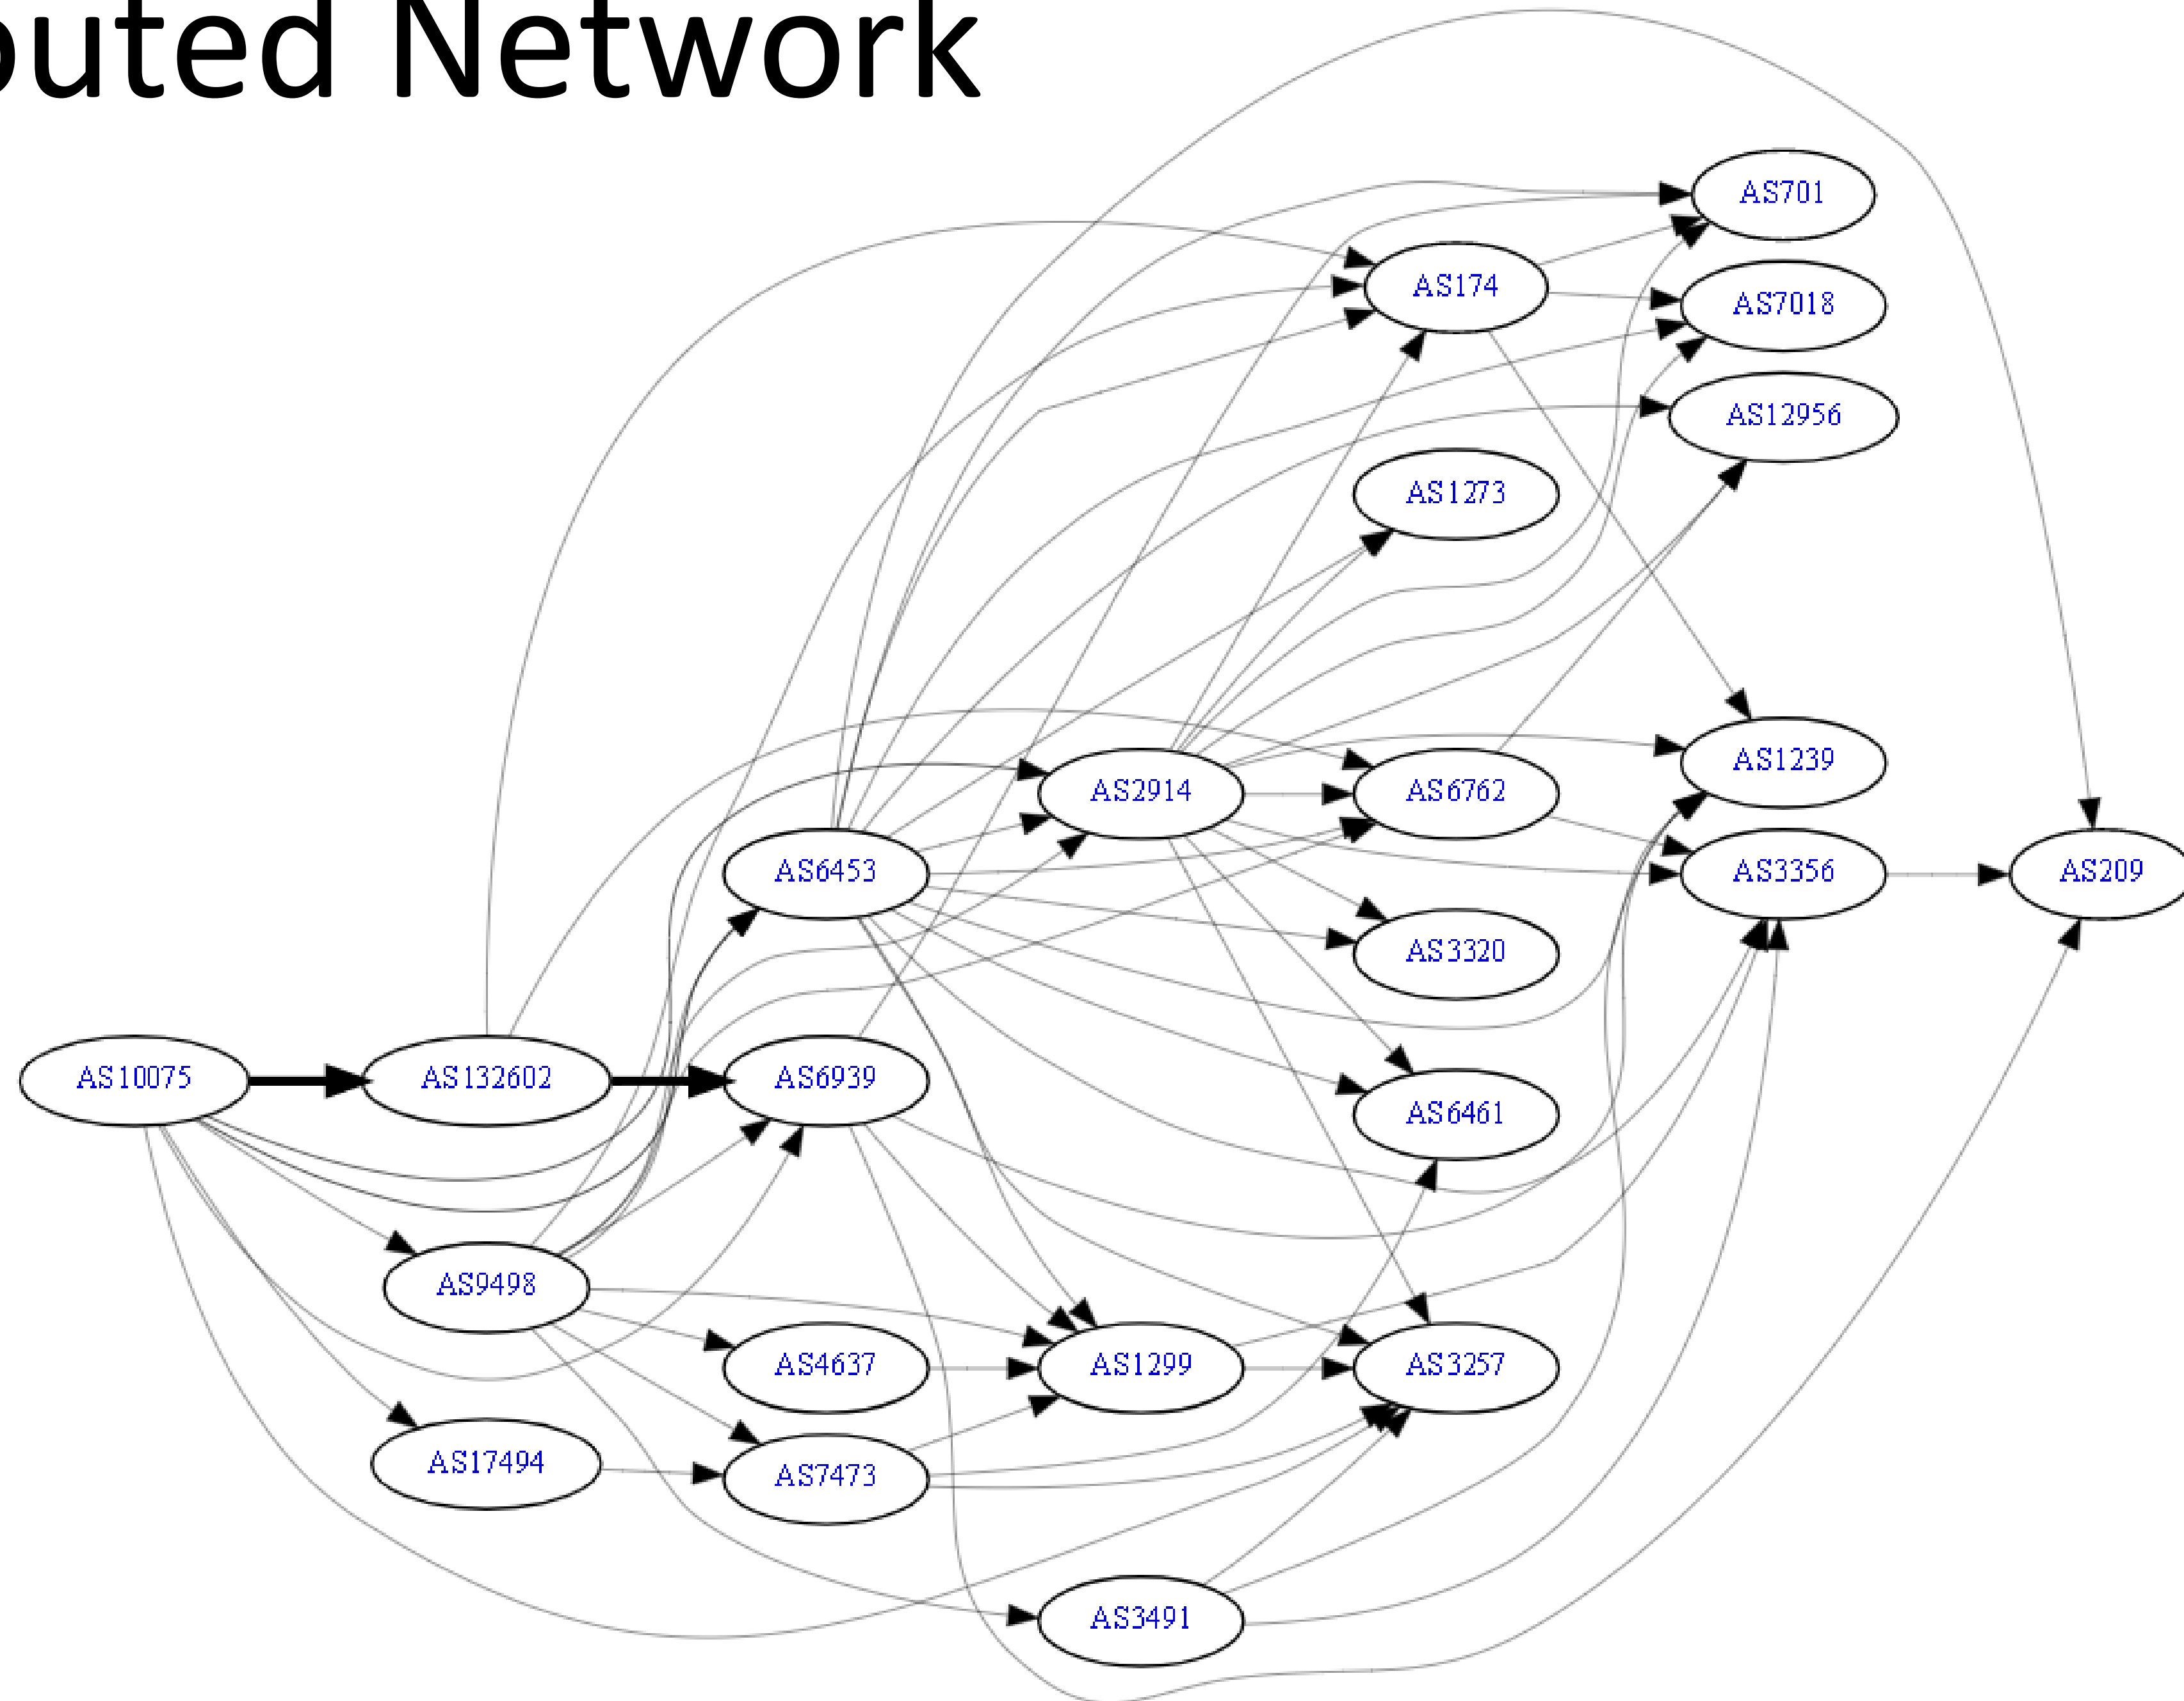 outed Network
AS701
AS174
AS7018
AS12956
AS1273
AS1239
AS2914
AS6762
AS6453
AS3356
AS209
AS3320
AS10075
AS132602
AS6939
AS6461
AS9498
AS4637
AS1299
AS3257
AS17494
AS7473
AS3491